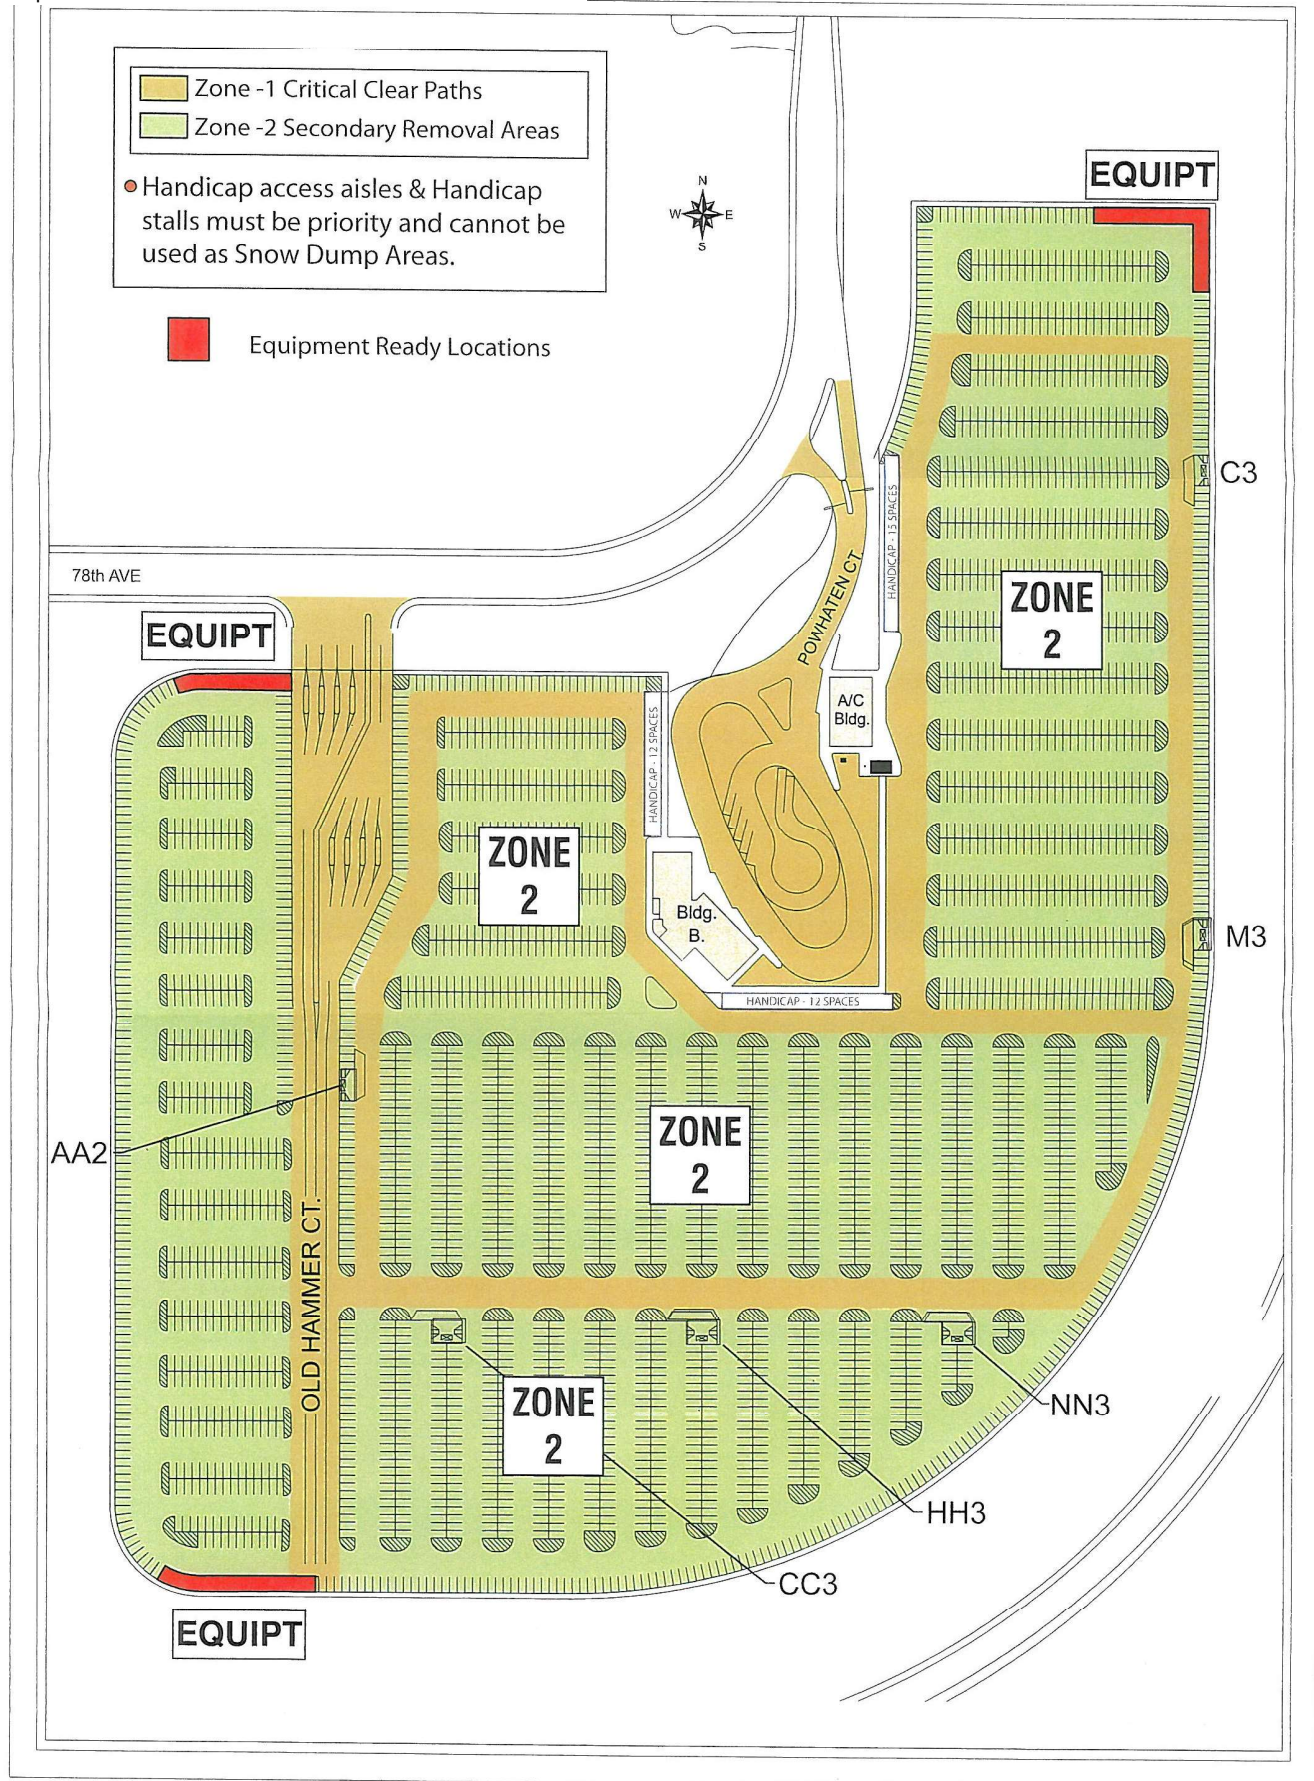 Zone -1 Critical Clear Paths
Zone -2 Secondary Removal Areas
Handicap access aisles & Handicap
stalls must be priority and cannot be
used as Snow Dump Areas.
Equipment Ready Locations
N
W
E
S
EQUIPT
C3
HANDICAP - 15 SPACES
78th AVE
POWHATEN CT.
ZONE
2
EQUIPT
A/C
Bldg.
HANDICAP - 12 SPACES
ZONE
2
Bldg.
B.
M3
HANDICAP - 12 SPACES
AA2
ZONE
2
OLD HAMMER CT.
ZONE
2
NN3
HH3
CC3
EQUIPT